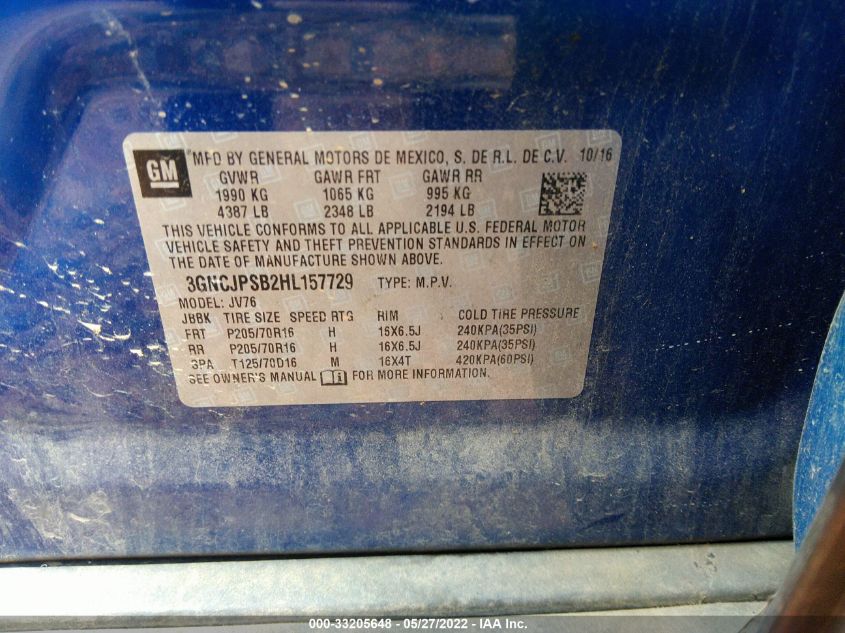 GM
MFD BY GENERAL MOTORS DE MEXICO, S. DE R.L. DE C.V. 10/16
GVWR GAWR FRT GAWR RR
1990 KG 1065 KG 995 KG
4387 LB 2348 LB 2194 LB
THIS VEHICLE CONFORMS TO ALL APPLICABLE U.S. FEDERAL MOTOR
VEHICLE SAFETY AND THEFT PREVENTION STANDARDS IN EFFECT ON
THE DATE OF MANUFACTURE SHOWN ABOVE.
3GNCJPSB2HL157729 TYPE: M.P.V.
MODEL: JV76
JBBK TIRE SIZE SPEED RTG RIM COLD TIRE PRESSURE
FRT P205/70R16 H 16X6.5J 240KPA(35PSI)
RR P205/70R16 H 16X6.5J 240KPA(35PSI)
SPA T125/70D16 M 16X4T 420KPA(60PSI)
SEE OWNER'S MANUAL FOR MORE INFORMATION.
000-33205648 - 05/27/2022 - IAA Inc.